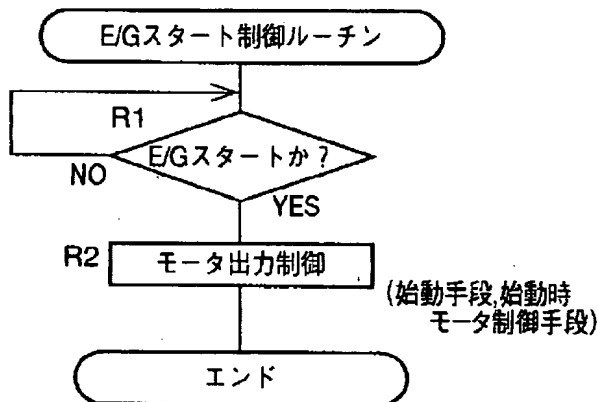 E/Gスタート制御ルーチン
R1
E/Gスタートか？
NO
YES
R2
モータ出力制御
(始動手段,始動時
モータ制御手段)
エンド